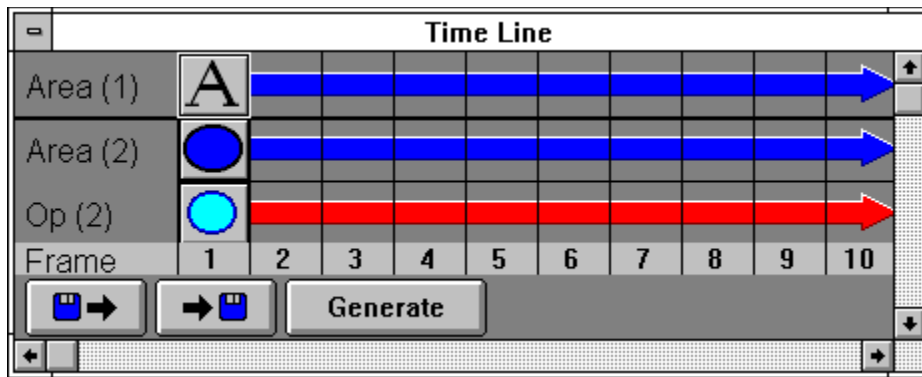 Time Line
Area (1) A
Area (2)
Op (2)
Frame 1 2 3 4 5 6 7 8 9 10
Generate